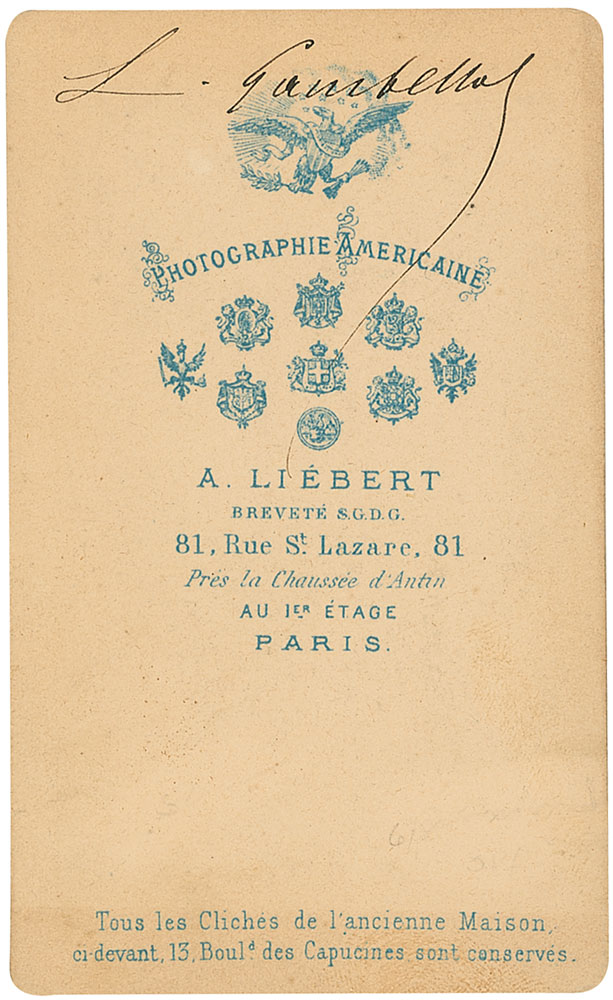 L. Gambetta
PHOTOGRAPHIE AMERICAINE
A. LIÉBERT
BREVETÉ S.G.D.G.
81, Rue St. Lazare, 81
Près la Chaussée d'Antin
AU 1ER ÉTAGE
PARIS.
Tous les Clichés de l'ancienne Maison,
ci-devant, 13, Bould des Capucines sont conservés.